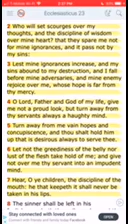 Ecclesiasticus 23
2 Who will set scourges over my
thoughts, and the discipline of wisdom
over mine heart? that they spare me not
for mine ignorances, and it pass not by
my sins:
3 Lest mine ignorances increase, and my
sins abound to my destruction, and I fall
before mine adversaries, and mine enemy
rejoice over me, whose hope is far from
thy mercy.
4 O Lord, Father and God of my life, give
me not a proud look, but turn away from
thy servants always a haughty mind.
5 Turn away from me vain hopes and
concupiscence, and thou shalt hold him
up that is desirous always to serve thee.
6 Let not the greediness of the belly nor
lust of the flesh take hold of me; and give
not over me thy servant into an impudent
mind.
7 Hear, O ye children, the discipline of the
mouth: he that keepeth it shall never be
taken in his lips.
8 The sinner shall be left in his
Stay connected with loved ones
OPEN